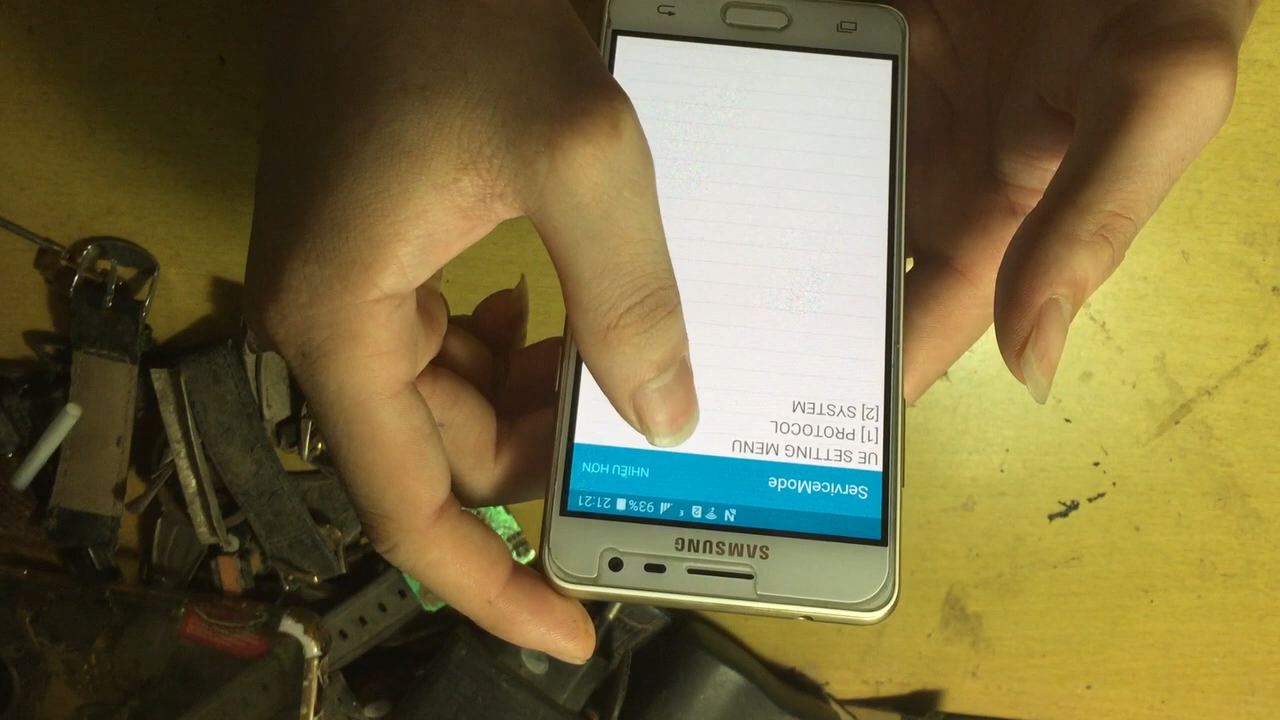 SAMSUNG
93% 21:21
ServiceMode NHIỀU HƠN
UE SETTING MENU
[1] PROTOCOL
[2] SYSTEM